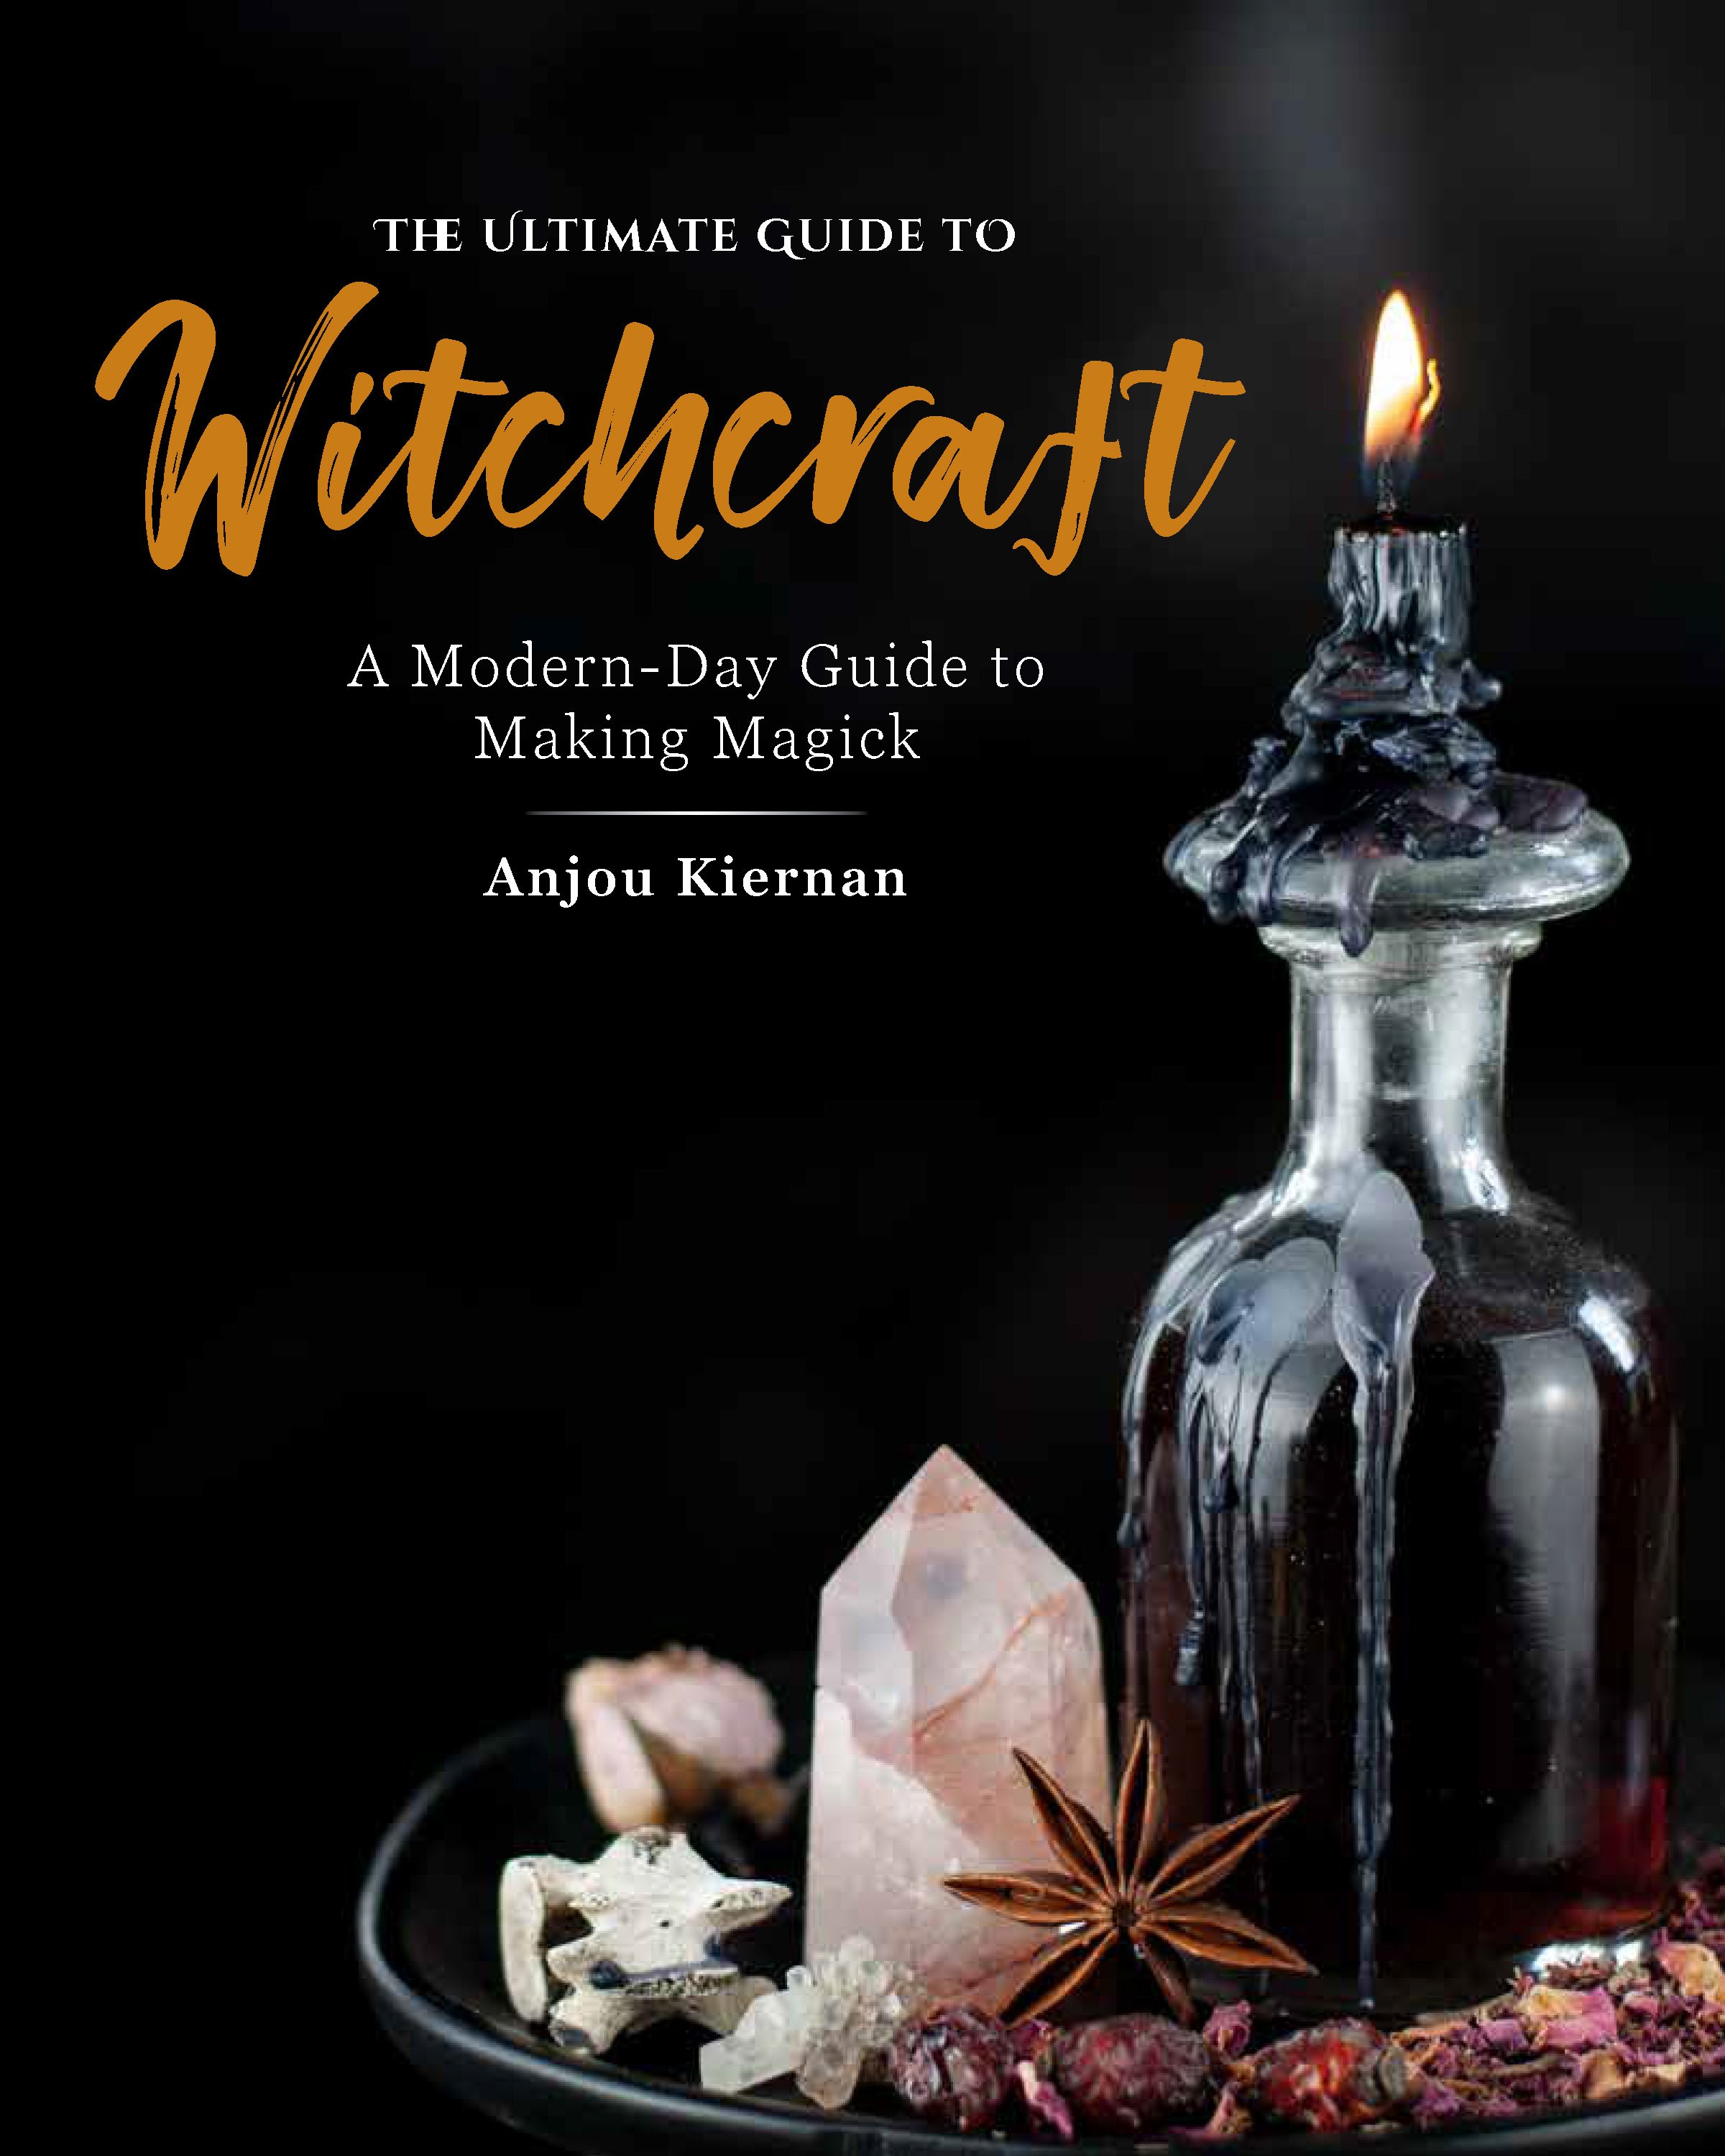 THE ULTIMATE GUIDE TO
Witchcraft
A Modern-Day Guide to
Making Magick
Anjou Kiernan